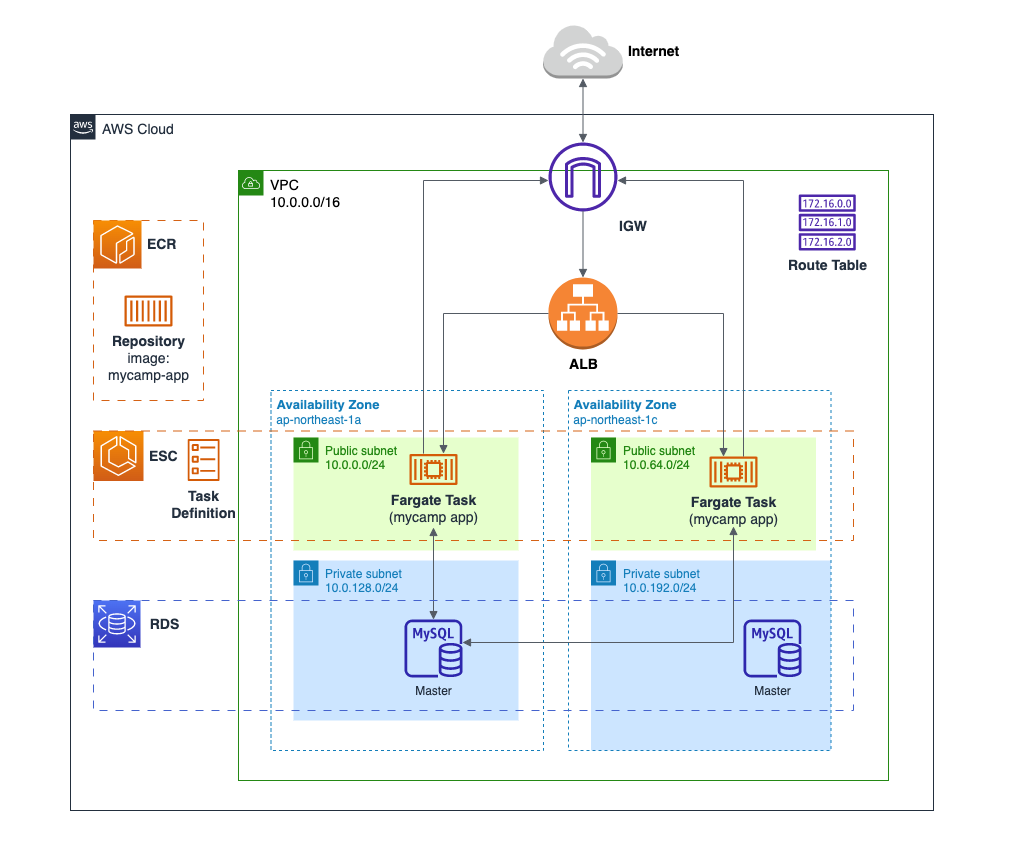 Internet
aws
AWS Cloud
VPC
10.0.0.0/16
IGW
172.16.0.0
172.16.1.0
172.16.2.0
Route Table
ECR
Repository
image:
mycamp-app
ALB
Availability Zone
ap-northeast-1a
Availability Zone
ap-northeast-1c
ESC
Task
Definition
Public subnet
10.0.0.0/24
Fargate Task
(mycamp app)
Public subnet
10.0.64.0/24
Fargate Task
(mycamp app)
Private subnet
10.0.128.0/24
Private subnet
10.0.192.0/24
RDS
MySQL
Master
MySQL
Master